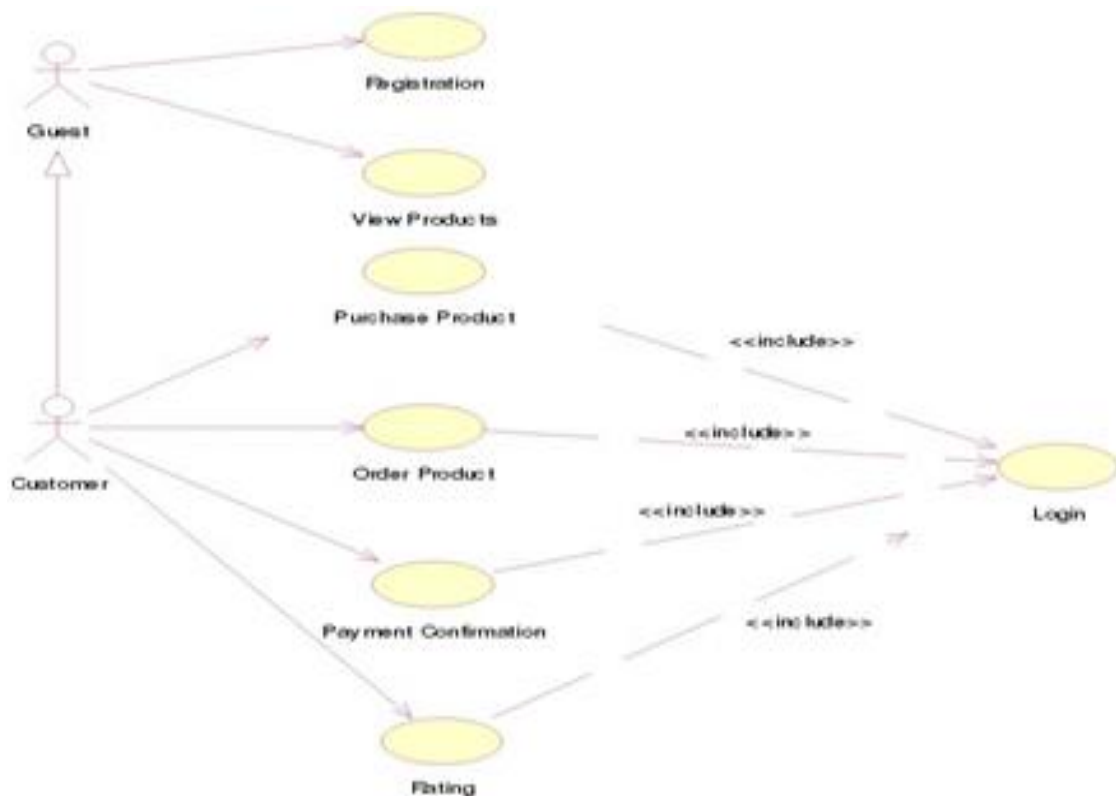 Registration
Guest
View Products
Purchase Product
<<include>>
<<include>>
Order Product
Customer
Login
<<include>>
Payment Confirmation
<<include>>
Rating